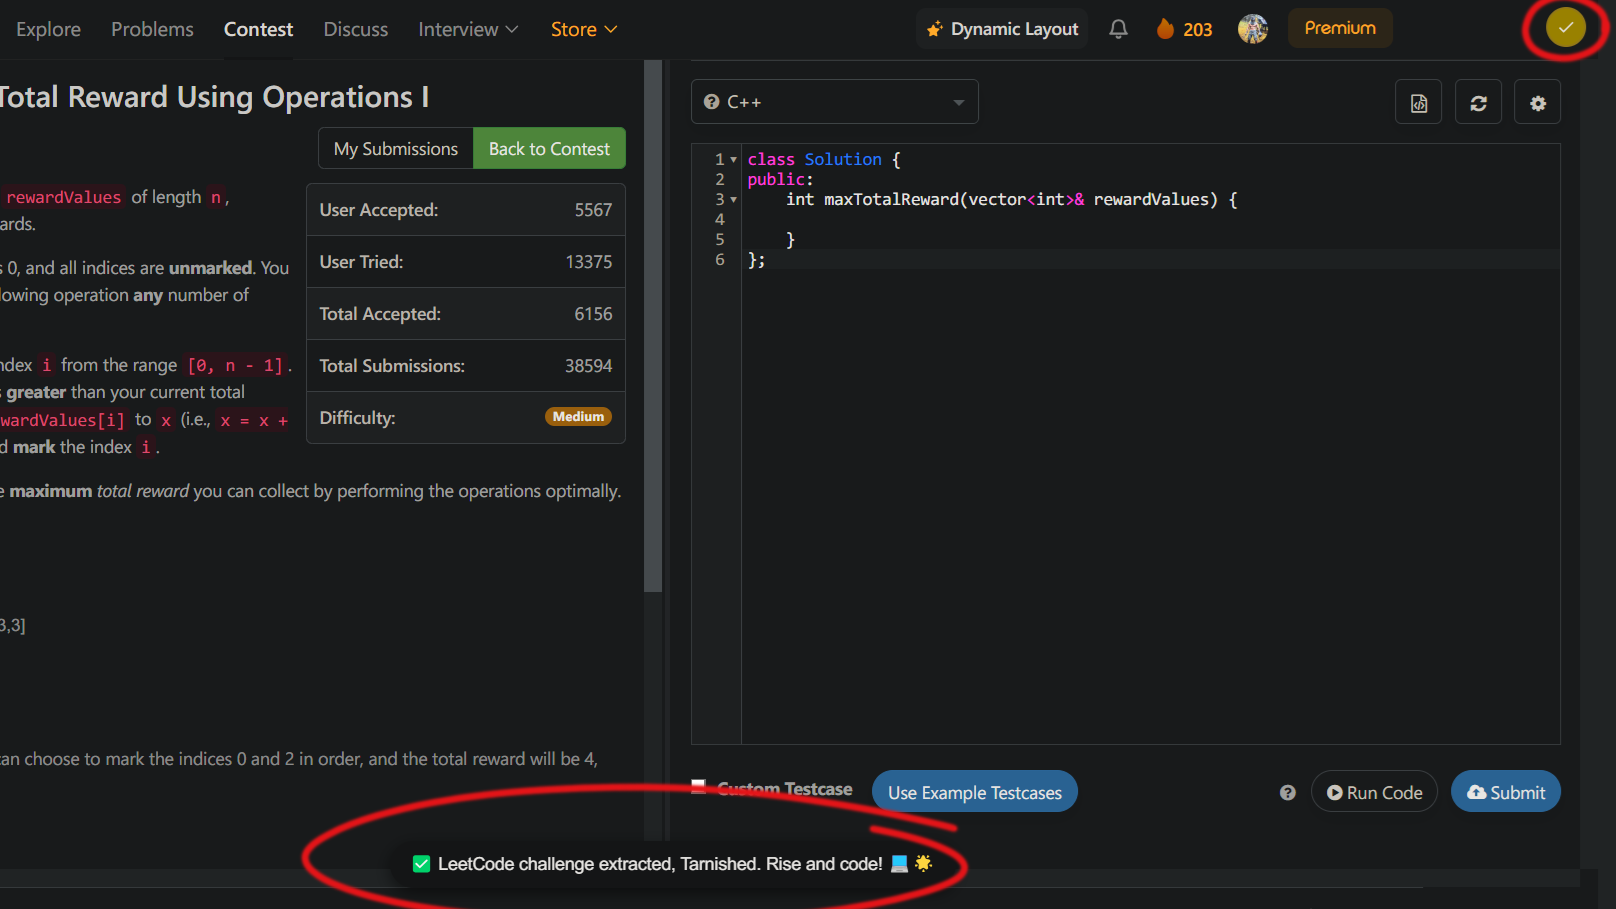 Explore Problems Contest Discuss Interview Store Dynamic Layout 203 Premium
Total Reward Using Operations I
My Submissions Back to Contest
rewardValues of length n,
ards.
s 0, and all indices are unmarked. You
lowing operation any number of
ndex i from the range [0, n - 1].
s greater than your current total
wardValues[i] to x (i.e., x = x +
d mark the index i.
e maximum total reward you can collect by performing the operations optimally.
3,3]
can choose to mark the indices 0 and 2 in order, and the total reward will be 4,
User Accepted: 5567
User Tried: 13375
Total Accepted: 6156
Total Submissions: 38594
Difficulty: Medium
C++
1 class Solution {
2 public:
3 int maxTotalReward(vector<int>& rewardValues) {
4
5 }
6 };
Custom Testcase Use Example Testcases Run Code Submit
✅ LeetCode challenge extracted, Tarnished. Rise and code! 💻 🌟